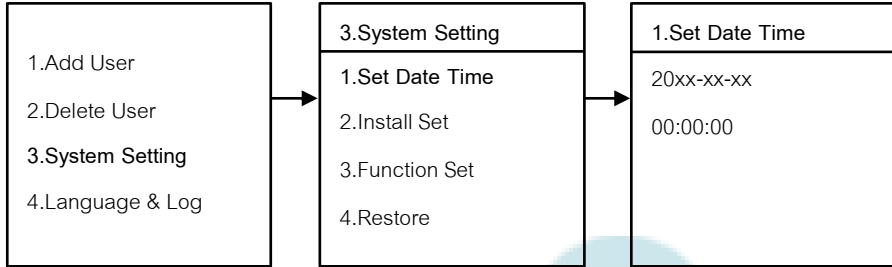 1.Add User
2.Delete User
3.System Setting
4.Language & Log
3.System Setting
1.Set Date Time
2.Install Set
3.Function Set
4.Restore
1.Set Date Time
20xx-xx-xx
00:00:00